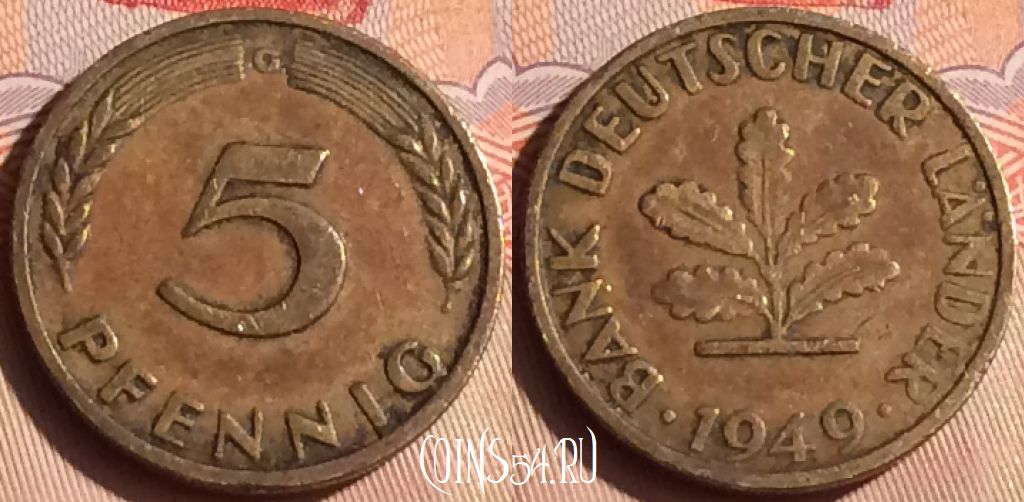 G
5
PFENNIG
BANK DEUTSCHER LÄNDER
· 1949 ·
COINS54.RU